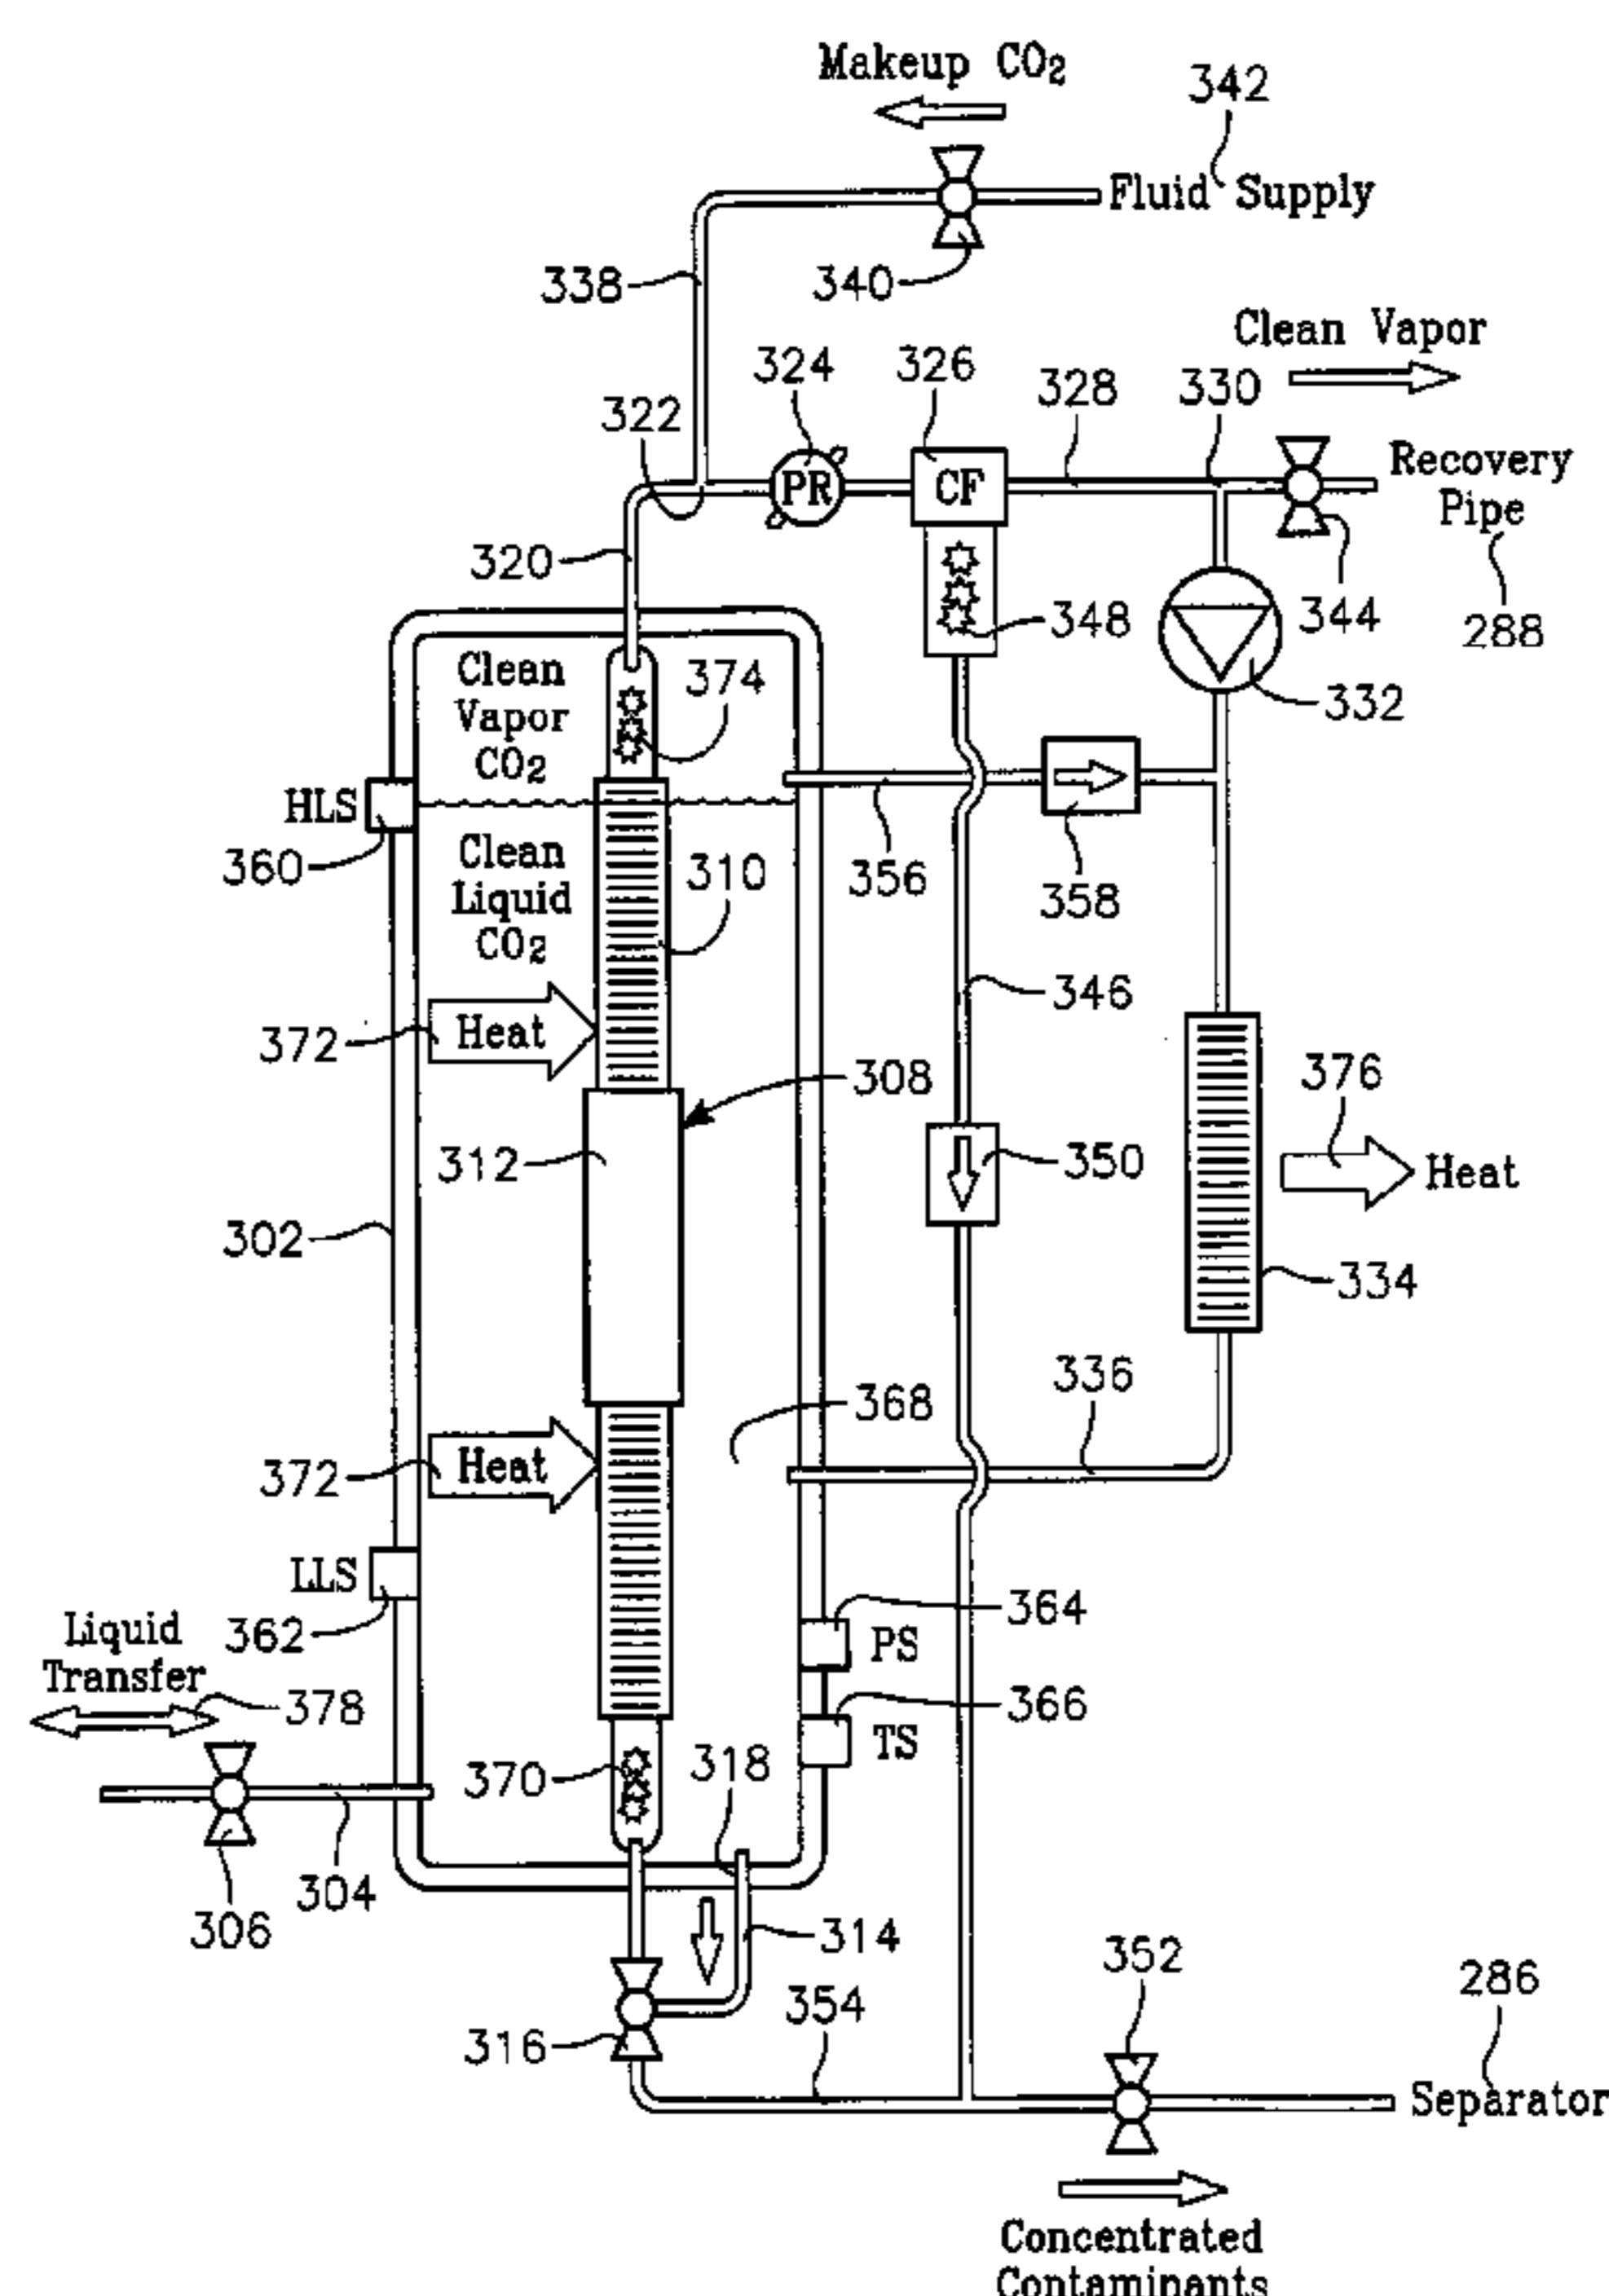 Makeup CO2
342
Fluid Supply
338
340
Clean Vapor
324
326
328
330
322
PR
CF
Recovery
Pipe
320
348
344
288
332
Clean
Vapor
CO2
374
HLS
360
Clean
Liquid
CO2
310
356
358
372
Heat
346
308
376
312
350
Heat
302
334
336
368
372
Heat
LLS
362
364
PS
Liquid
Transfer
378
366
TS
370
318
304
306
314
352
286
354
316
Separator
Concentrated
Contaminants